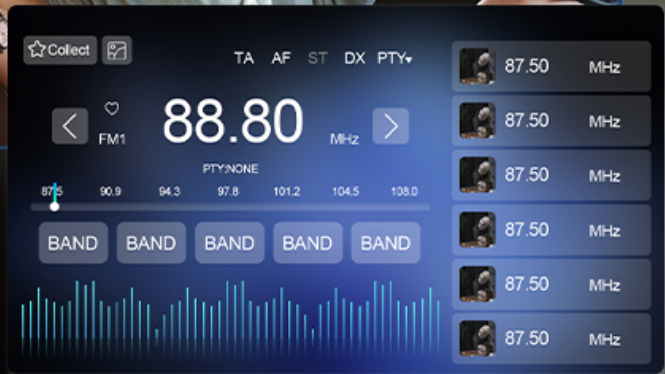 Collect
TA AF ST DX PTY
88.80 MHz
FM1
PTY:NONE
87.5 90.9 94.3 97.8 101.2 104.5 108.0
BAND BAND BAND BAND BAND
87.50 MHz
87.50 MHz
87.50 MHz
87.50 MHz
87.50 MHz
87.50 MHz